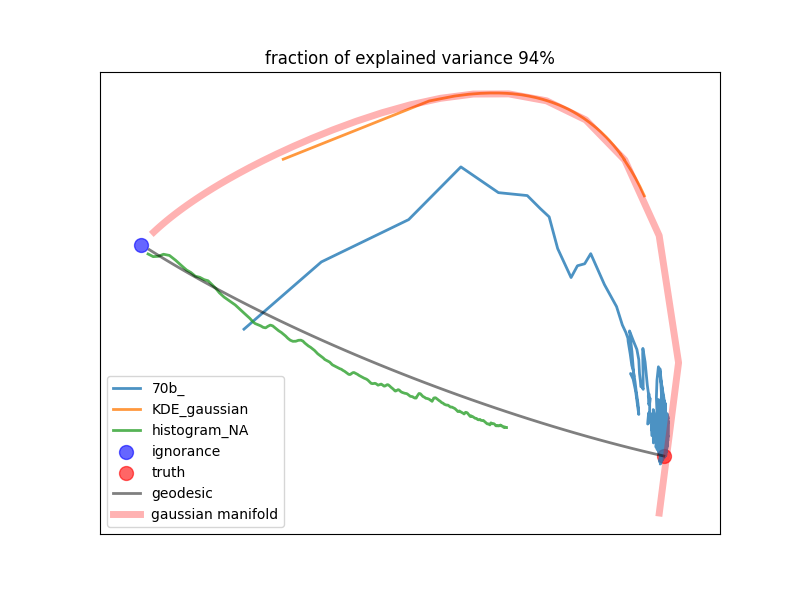 fraction of explained variance 94%
70b_
KDE_gaussian
histogram_NA
ignorance
truth
geodesic
gaussian manifold